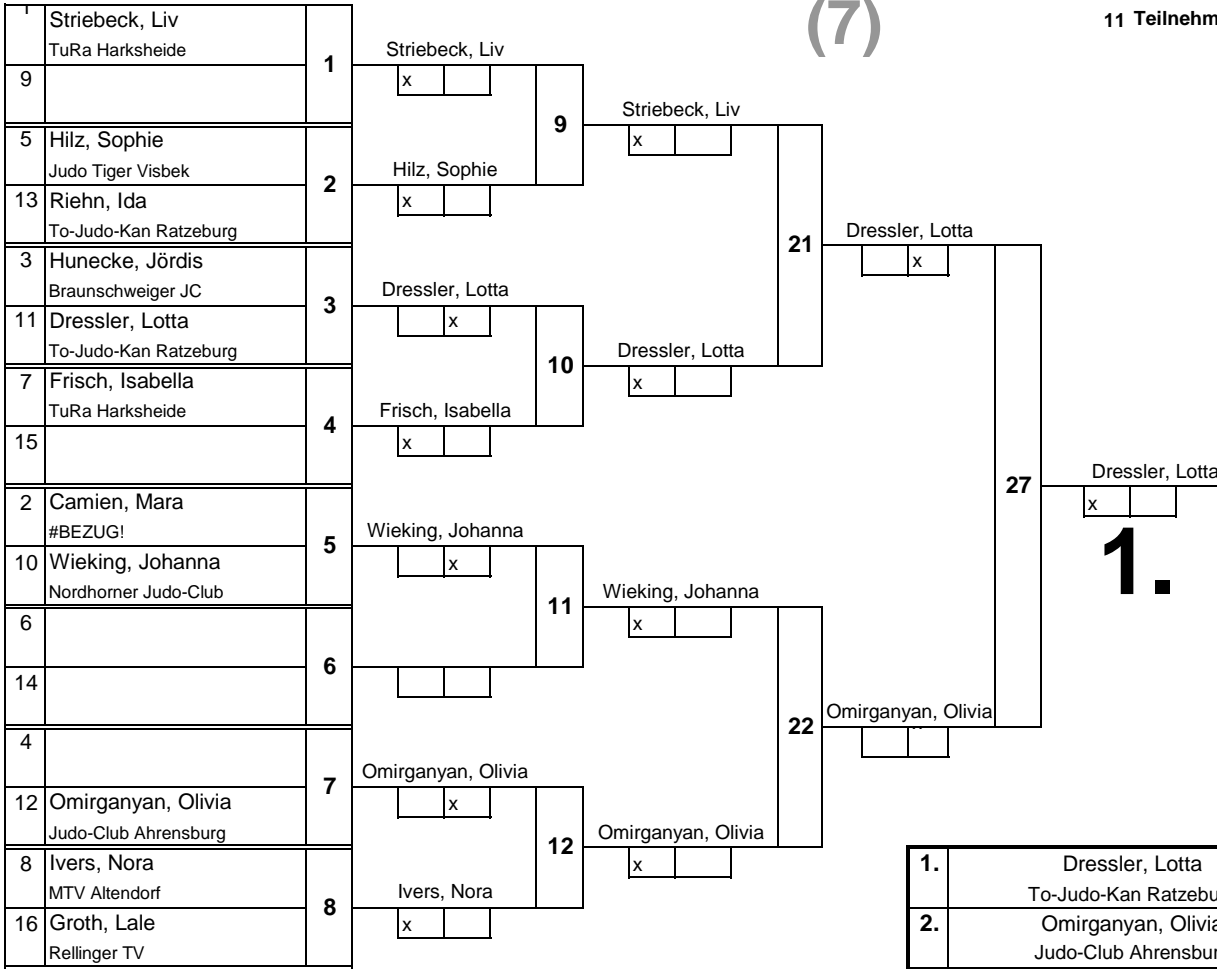 (7)
11 Teilnehm
1 Striebeck, Liv
TuRa Harksheide
1
Striebeck, Liv
9
x
9
Striebeck, Liv
5 Hilz, Sophie
Judo Tiger Visbek
x
2
Hilz, Sophie
13 Riehn, Ida
x
To-Judo-Kan Ratzeburg
21
Dressler, Lotta
3 Hunecke, Jördis
x
Braunschweiger JC
3
Dressler, Lotta
11 Dressler, Lotta
x
To-Judo-Kan Ratzeburg
10
Dressler, Lotta
7 Frisch, Isabella
x
TuRa Harksheide
4
Frisch, Isabella
15
x
27
Dressler, Lotta
2 Camien, Mara
x
#BEZUG!
1.
5
Wieking, Johanna
10 Wieking, Johanna
x
Nordhorner Judo-Club
11
Wieking, Johanna
6
x
6
14
22
Omirganyan, Olivia
4
7
Omirganyan, Olivia
12 Omirganyan, Olivia
x
Judo-Club Ahrensburg
12
Omirganyan, Olivia
8 Ivers, Nora
x
MTV Altendorf
8
Ivers, Nora
16 Groth, Lale
x
Rellinger TV
1. Dressler, Lotta
To-Judo-Kan Ratzebu
2. Omirganyan, Olivia
Judo-Club Ahrensbur